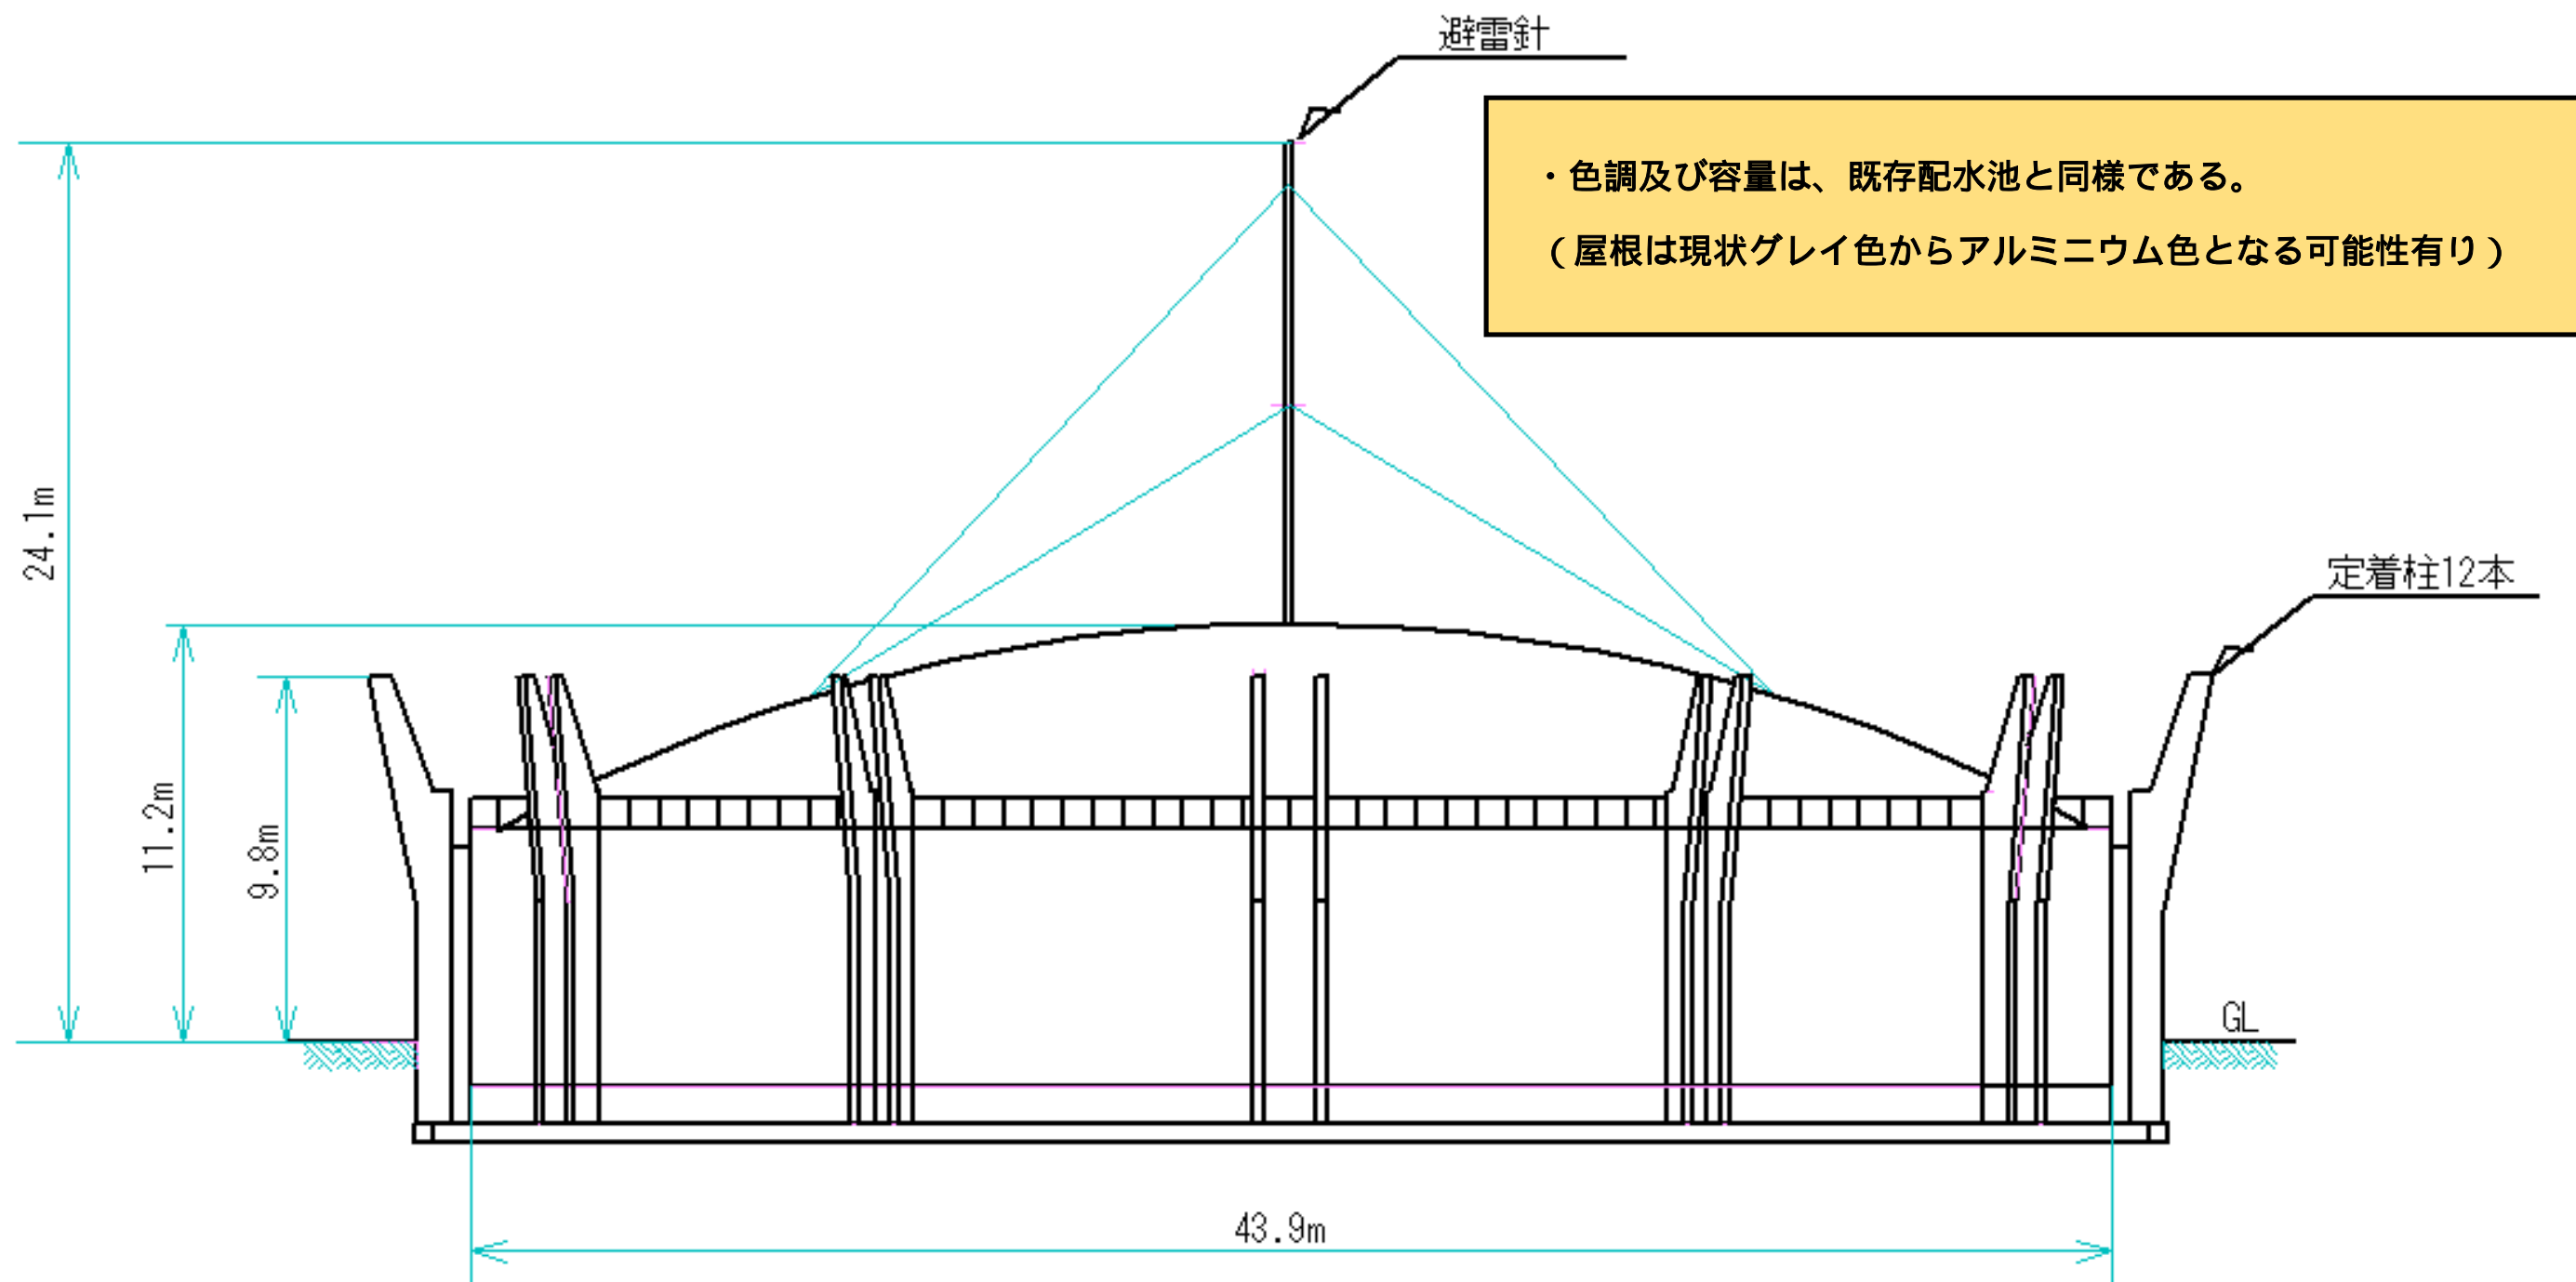 避雷針
・色調及び容量は、既存配水池と同様である。
（屋根は現状グレイ色からアルミニウム色となる可能性有り）
24.1m
定着柱12本
11.2m
9.8m
GL
43.9m